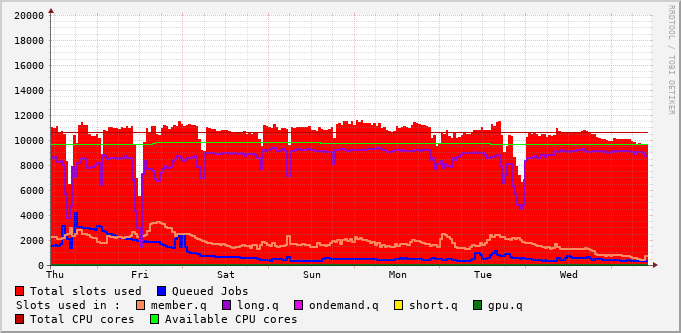 RRDTOOL / TOBI OETIKER
20000
18000
16000
14000
12000
10000
8000
6000
4000
2000
0
Thu Fri Sat Sun Mon Tue Wed
Total slots used Queued Jobs
Slots used in : member.q long.q ondemand.q short.q gpu.q
Total CPU cores Available CPU cores